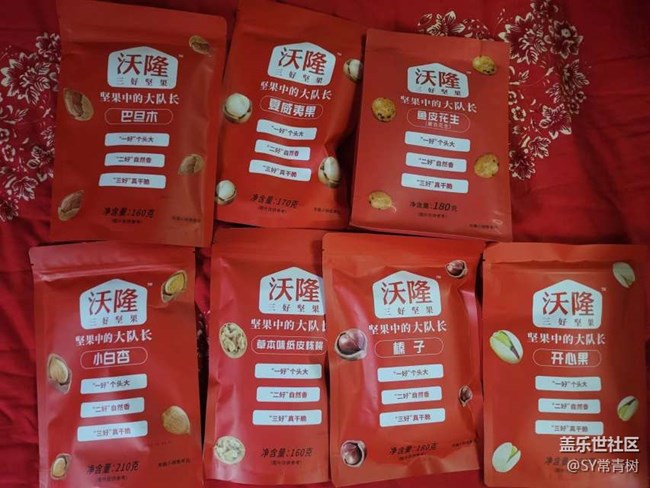 沃隆
三好坚果
坚果中的大队长
巴旦木
"一好"个头大
"二好"自然香
"三好"真干脆
净含量:180克
沃隆
三好坚果
坚果中的大队长
夏威夷果
"一好"个头大
"二好"自然香
"三好"真干脆
净含量:170克
沃隆
三好坚果
坚果中的大队长
鱼皮花生
"一好"个头大
"二好"自然香
"三好"真干脆
净含量:180克
沃隆
三好坚果
坚果中的大队长
小白杏
"一好"个头大
"二好"自然香
"三好"真干脆
净含量:210克
沃隆
三好坚果
坚果中的大队长
草本味纸皮核
"一好"个头大
"二好"自然香
"三好"真干脆
净含量:160克
沃隆
三好坚果
坚果中的大队长
榛子
"一好"个头大
"二好"自然香
"三好"真干脆
沃隆
三好坚果
坚果中的大队长
开心果
"一好"个头大
"二好"自然香
"三好"真干脆
盖乐世社区
@SY常青树